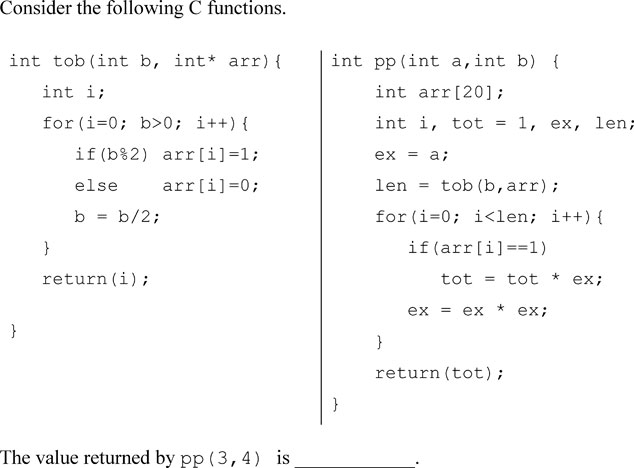 Consider the following C functions.
int tob(int b, int* arr){
int i;
for(i=0; b>0; i++){
if(b%2) arr[i]=1;
else arr[i]=0;
b = b/2;
}
return(i);
}
int pp(int a,int b) {
int arr[20];
int i, tot = 1, ex, len;
ex = a;
len = tob(b,arr);
for(i=0; i<len; i++){
if(arr[i]==1)
tot = tot * ex;
ex = ex * ex;
}
return(tot);
}
The value returned by pp(3,4) is ____________.